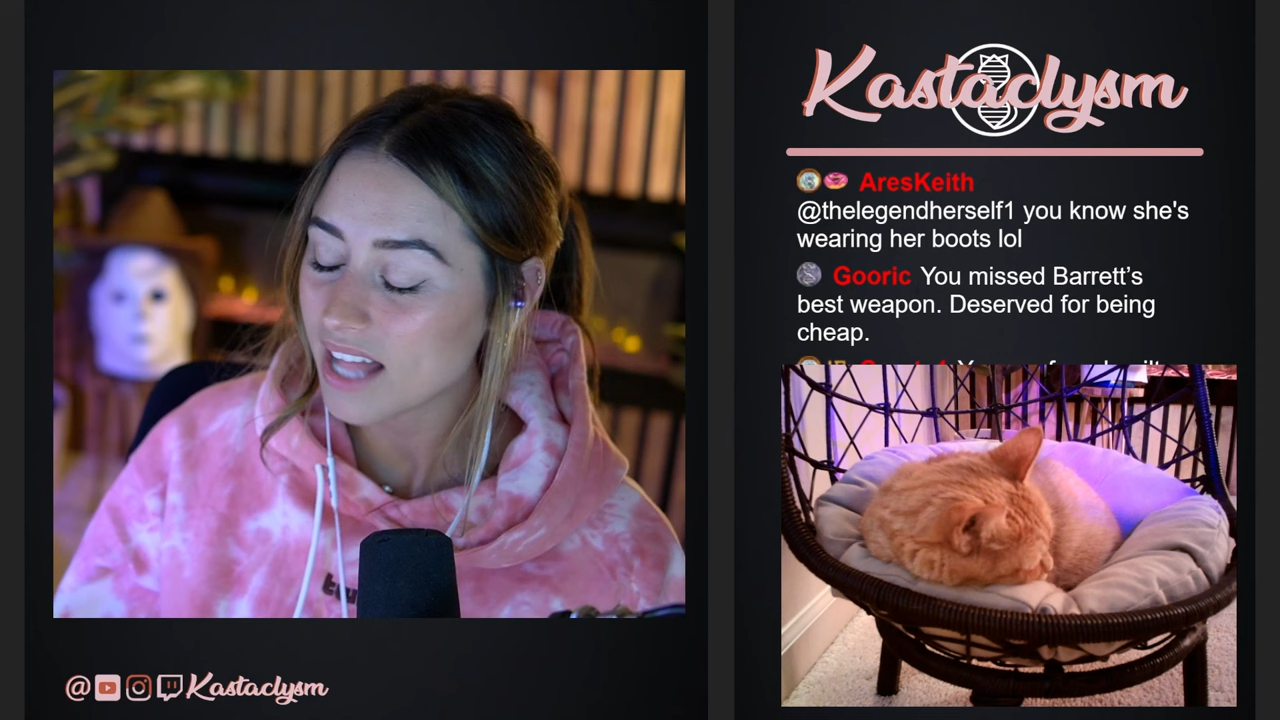 Kastaclysm
AresKeith
@thelegendherself1 you know she's
wearing her boots lol
Gooric You missed Barrett’s
best weapon. Deserved for being
cheap.
@ Kastaclysm